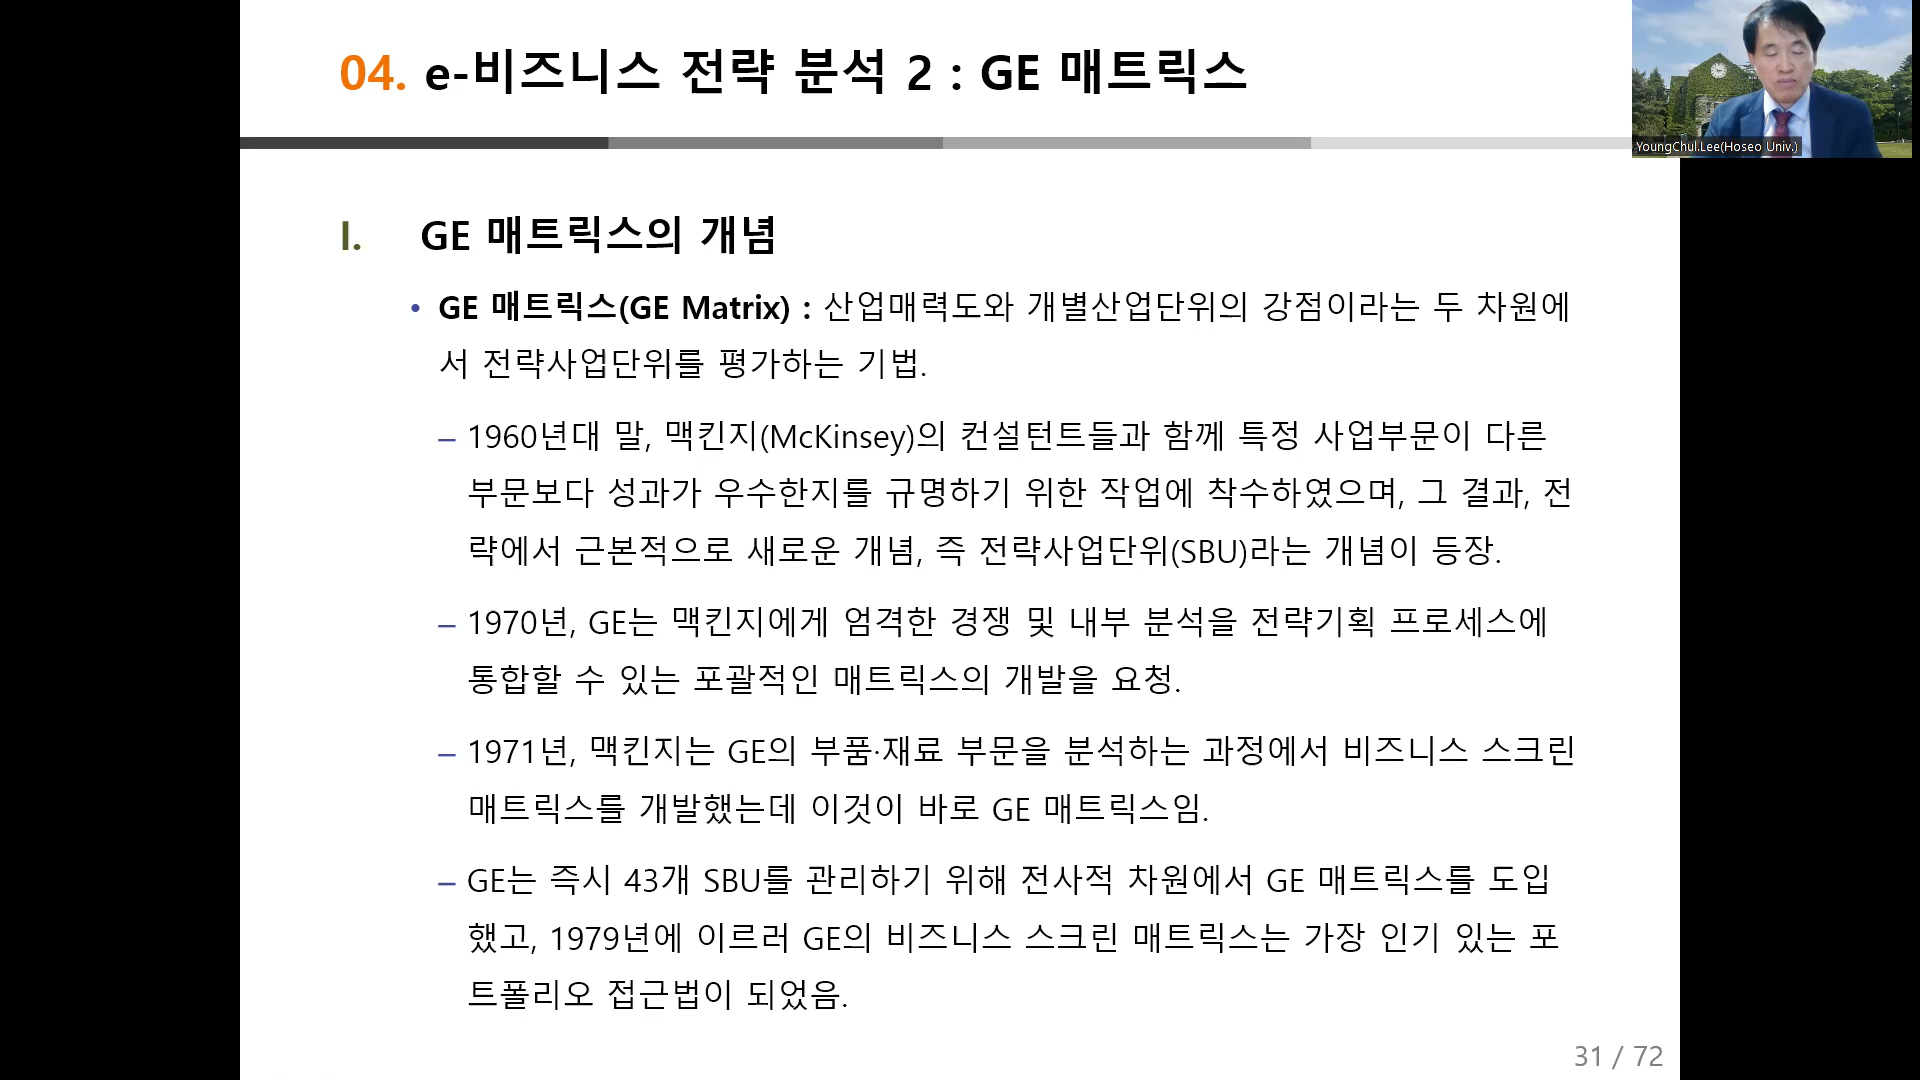 04. e-비즈니스 전략 분석 2 : GE 매트릭스
YoungChul.Lee(Hoseo Univ.)
I. GE 매트릭스의 개념
• GE 매트릭스(GE Matrix) : 산업매력도와 개별산업단위의 강점이라는 두 차원에
서 전략사업단위를 평가하는 기법.
– 1960년대 말, 맥킨지(McKinsey)의 컨설턴트들과 함께 특정 사업부문이 다른
부문보다 성과가 우수한지를 규명하기 위한 작업에 착수하였으며, 그 결과, 전
략에서 근본적으로 새로운 개념, 즉 전략사업단위(SBU)라는 개념이 등장.
– 1970년, GE는 맥킨지에게 엄격한 경쟁 및 내부 분석을 전략기획 프로세스에
통합할 수 있는 포괄적인 매트릭스의 개발을 요청.
– 1971년, 맥킨지는 GE의 부품·재료 부문을 분석하는 과정에서 비즈니스 스크린
매트릭스를 개발했는데 이것이 바로 GE 매트릭스임.
– GE는 즉시 43개 SBU를 관리하기 위해 전사적 차원에서 GE 매트릭스를 도입
했고, 1979년에 이르러 GE의 비즈니스 스크린 매트릭스는 가장 인기 있는 포
트폴리오 접근법이 되었음.
31 / 72